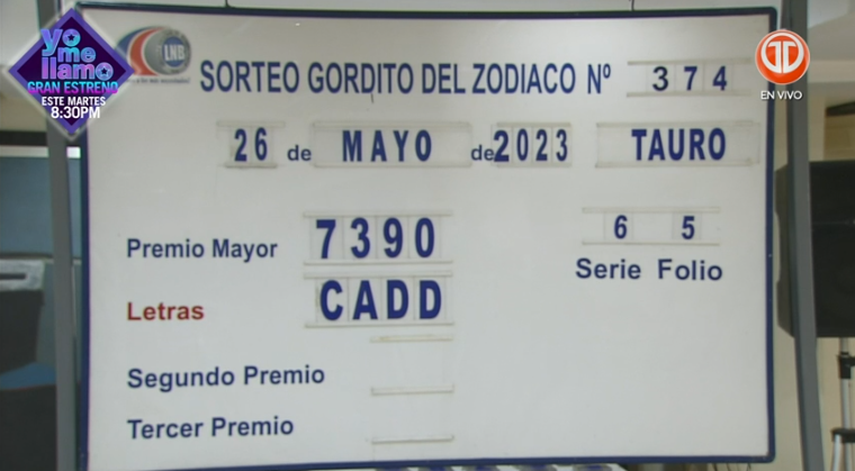 yo
me
llamo
GRAN ESTRENO
ESTE MARTES
8:30PM
LNB
SORTEO GORDITO DEL ZODIACO Nº 374
EN VIVO
26 de MAYO de 2023 TAURO
Premio Mayor 7390 6 5
Serie Folio
Letras CADD
Segundo Premio
Tercer Premio